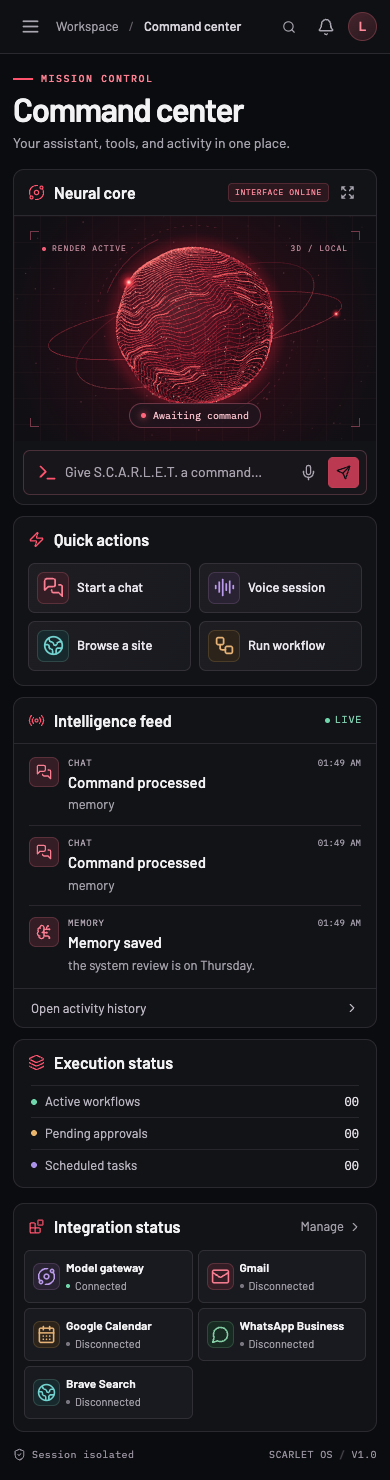 Workspace / Command center L
MISSION CONTROL
Command center
Your assistant, tools, and activity in one place.
Neural core INTERFACE ONLINE
RENDER ACTIVE 3D / LOCAL
Awaiting command
Give S.C.A.R.L.E.T. a command...
Quick actions
Start a chat Voice session
Browse a site Run workflow
Intelligence feed LIVE
CHAT 01:49 AM
Command processed
memory
CHAT 01:49 AM
Command processed
memory
MEMORY 01:49 AM
Memory saved
the system review is on Thursday.
Open activity history
Execution status
Active workflows 00
Pending approvals 00
Scheduled tasks 00
Integration status Manage
Model gateway Gmail
Connected Disconnected
Google Calendar WhatsApp Business
Disconnected Disconnected
Brave Search
Disconnected
Session isolated SCARLET OS / V1.0